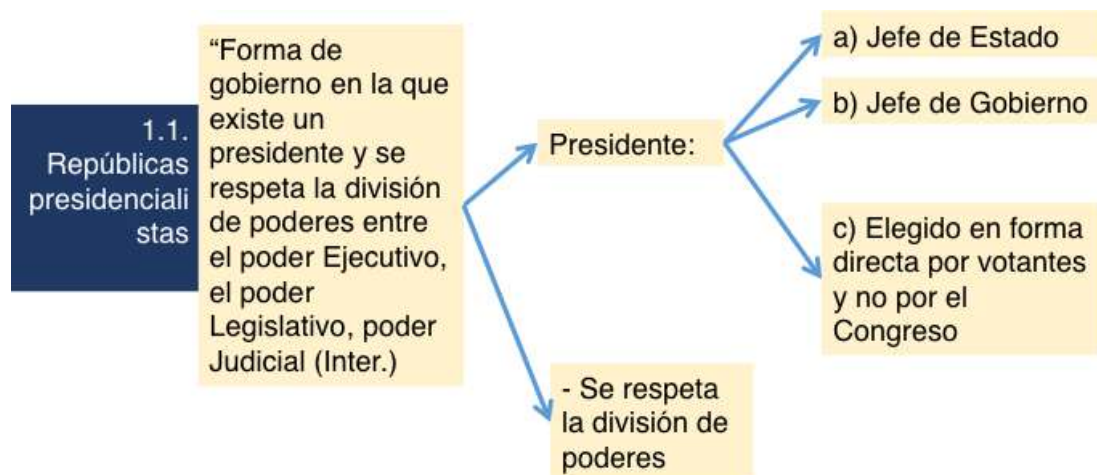 1.1.
Repúblicas
presidenciali
stas
“Forma de
gobierno en la que
existe un
presidente y se
respeta la división
de poderes entre
el poder Ejecutivo,
el poder
Legislativo, poder
Judicial (Inter.)
Presidente:
a) Jefe de Estado
b) Jefe de Gobierno
c) Elegido en forma
directa por votantes
y no por el
Congreso
- Se respeta
la división de
poderes